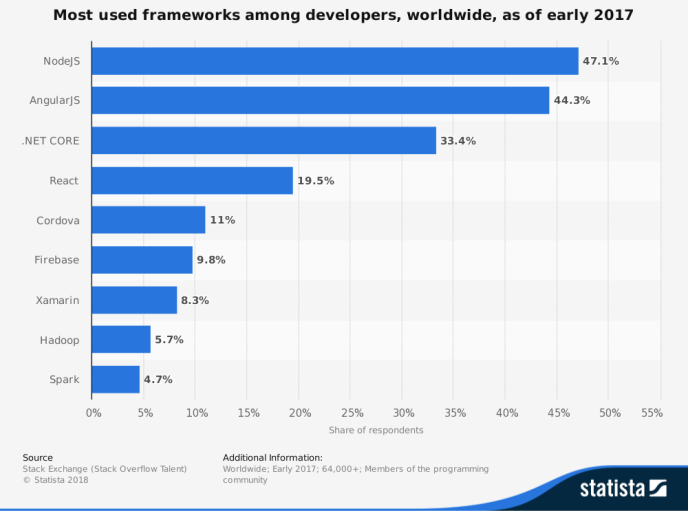 Most used frameworks among developers, worldwide, as of early 2017
NodeJS 47.1%
AngularJS 44.3%
.NET CORE 33.4%
React 19.5%
Cordova 11%
Firebase 9.8%
Xamarin 8.3%
Hadoop 5.7%
Spark 4.7%
0% 5% 10% 15% 20% 25% 30% 35% 40% 45% 50% 55%
Share of respondents
Source
Stack Exchange (Stack Overflow Talent)
© Statista 2018
Additional Information:
Worldwide; Early 2017; 64,000+; Members of the programming
community
statista